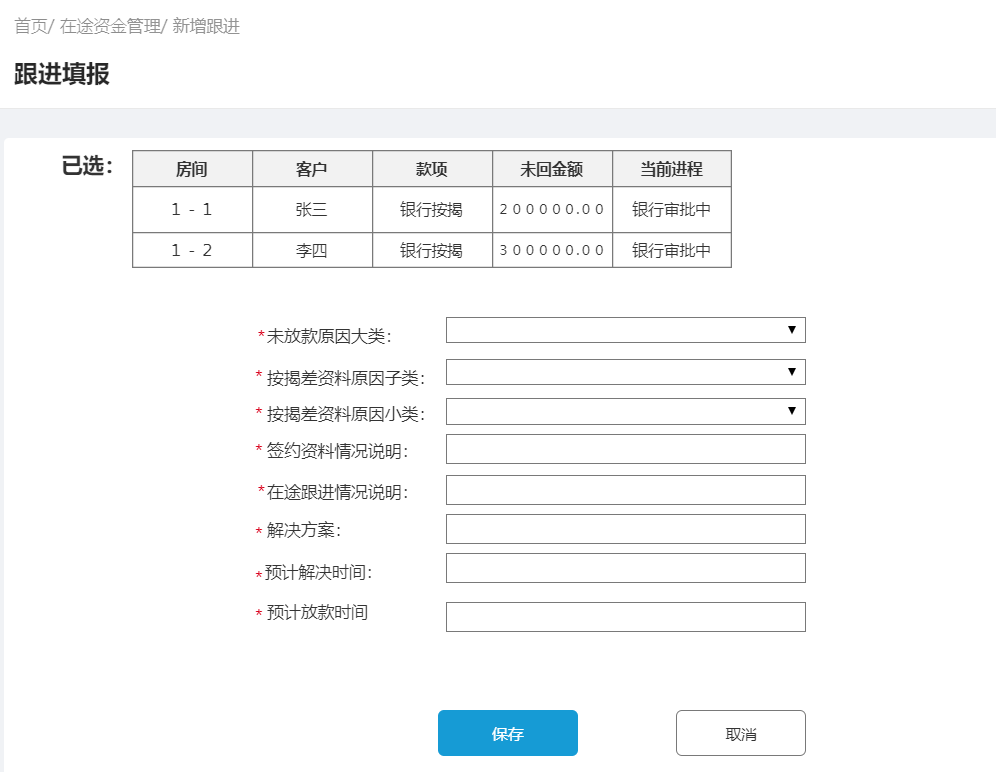 首页/ 在途资金管理/ 新增跟进
跟进填报
已选：
房间 客户 款项 未回金额 当前进程
1 - 1 张三 银行按揭 200000.00 银行审批中
1 - 2 李四 银行按揭 300000.00 银行审批中
*未放款原因大类：
* 按揭差资料原因子类：
* 按揭差资料原因小类：
* 签约资料情况说明：
*在途跟进情况说明：
* 解决方案：
*预计解决时间：
* 预计放款时间
保存 取消